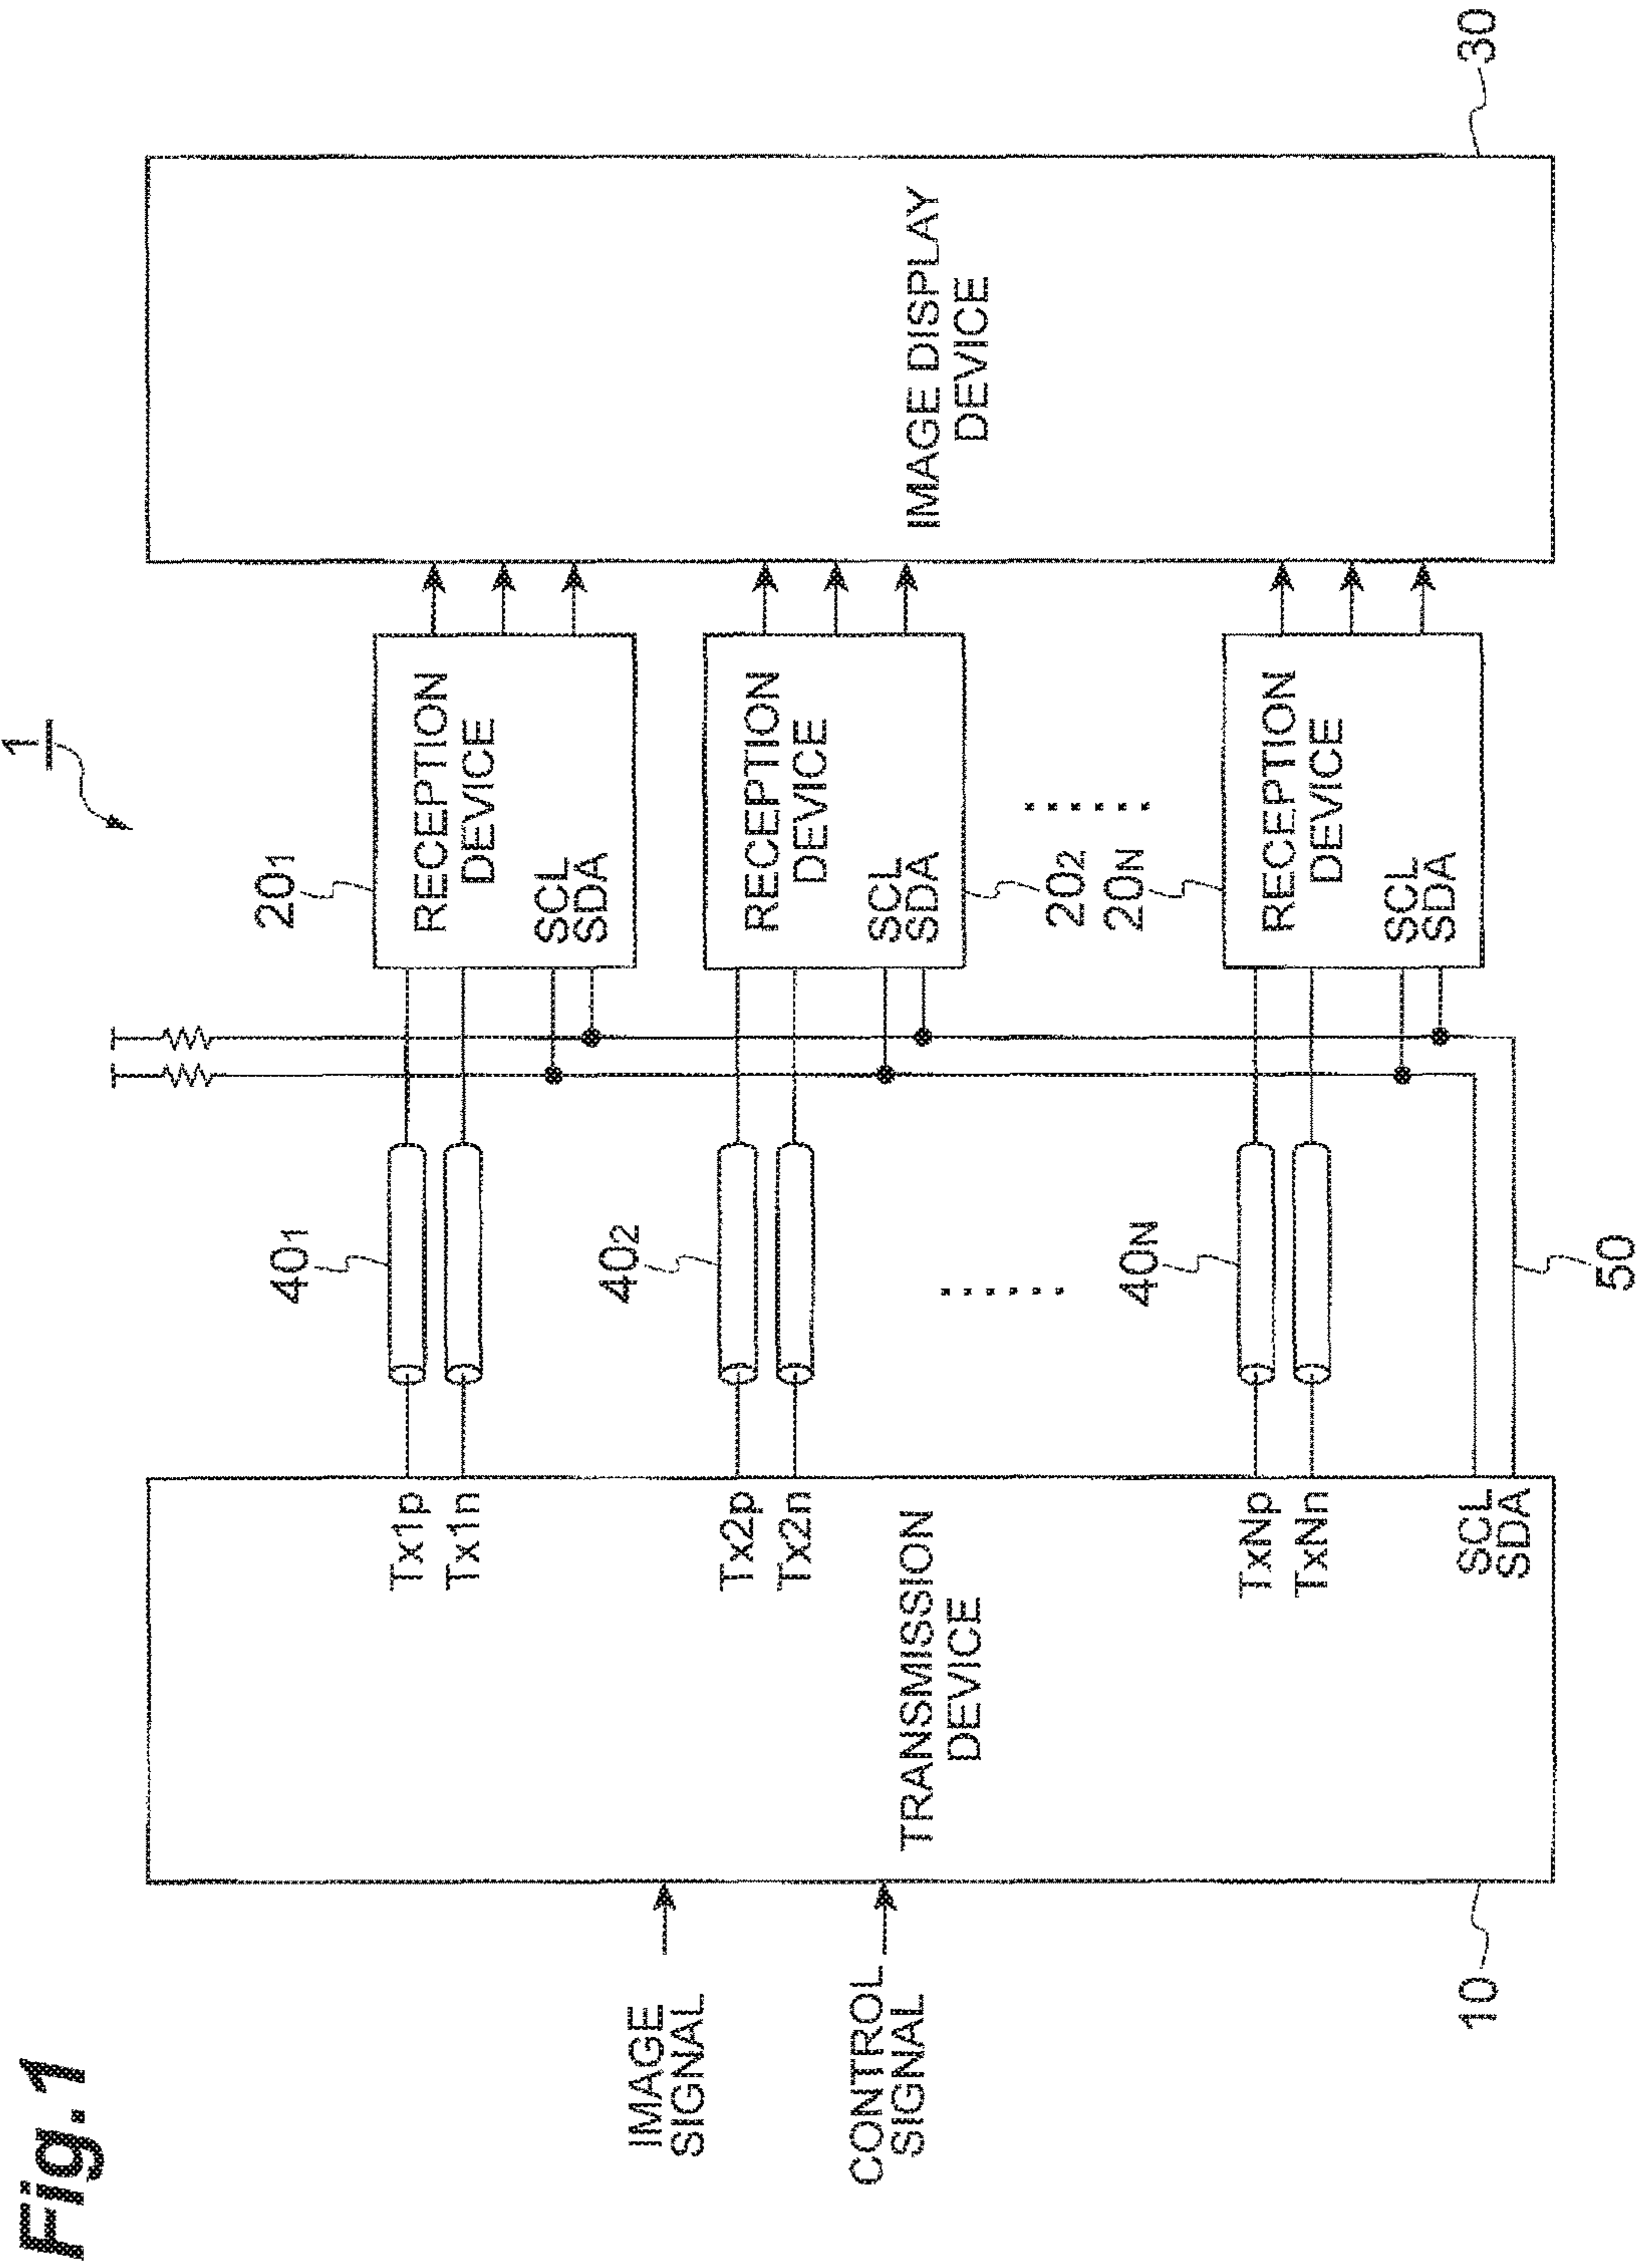 Fig.1
1
IMAGE
SIGNAL
CONTROL
SIGNAL
10
TRANSMISSION
DEVICE
Tx1p
Tx1n
Tx2p
Tx2n
TxNp
TxNn
SCL
SDA
401
402
......
40N
50
201
RECEPTION
DEVICE
SCL
SDA
RECEPTION
DEVICE
SCL
SDA
202
......
20N
RECEPTION
DEVICE
SCL
SDA
IMAGE DISPLAY
DEVICE
30